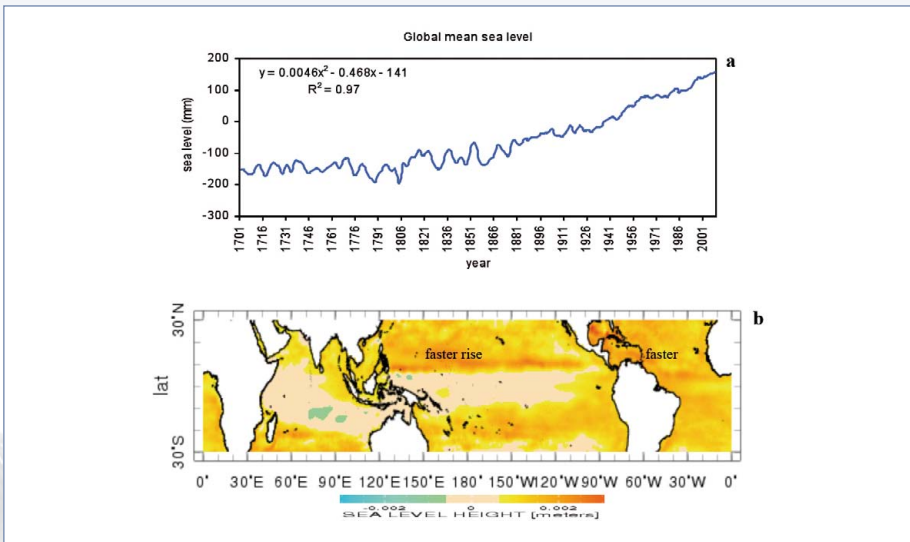 Global mean sea level
a
200
100
0
-100
-200
-300
sea level (mm)
y = 0.0046x² - 0.468x - 141
R² = 0.97
1701 1716 1731 1746 1761 1776 1791 1806 1821 1836 1851 1866 1881 1896 1911 1926 1941 1956 1971 1986 2001
year
b
30°N
lat
30°S
faster rise
faster
0° 30°E 60°E 90°E 120°E 150°E 180° 150°W 120°W 90°W 60°W 30°W 0°
-0.002 0 0.002
SEA LEVEL HEIGHT [meters]